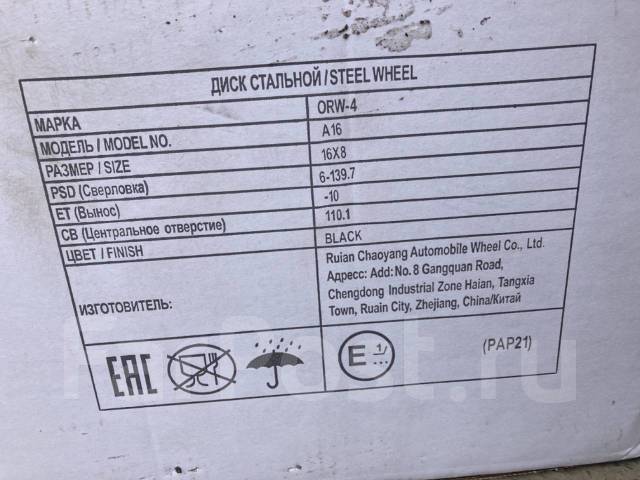 ДИСК СТАЛЬНОЙ / STEEL WHEEL
МАРКА ORW-4
МОДЕЛЬ / MODEL NO. A16
РАЗМЕР / SIZE 16X8
PSD (Сверловка) 6-139.7
ET (Вынос) -10
CB (Центральное отверстие) 110.1
ЦВЕТ / FINISH BLACK
ИЗГОТОВИТЕЛЬ:
Ruian Chaoyang Automobile Wheel Co., Ltd.
Адресс: Add: No. 8 Gangquan Road,
Chengdong Industrial Zone Haian, Tangxia
Town, Ruain City, Zhejiang, China/Китай
EAC E 1/ (PAP21)